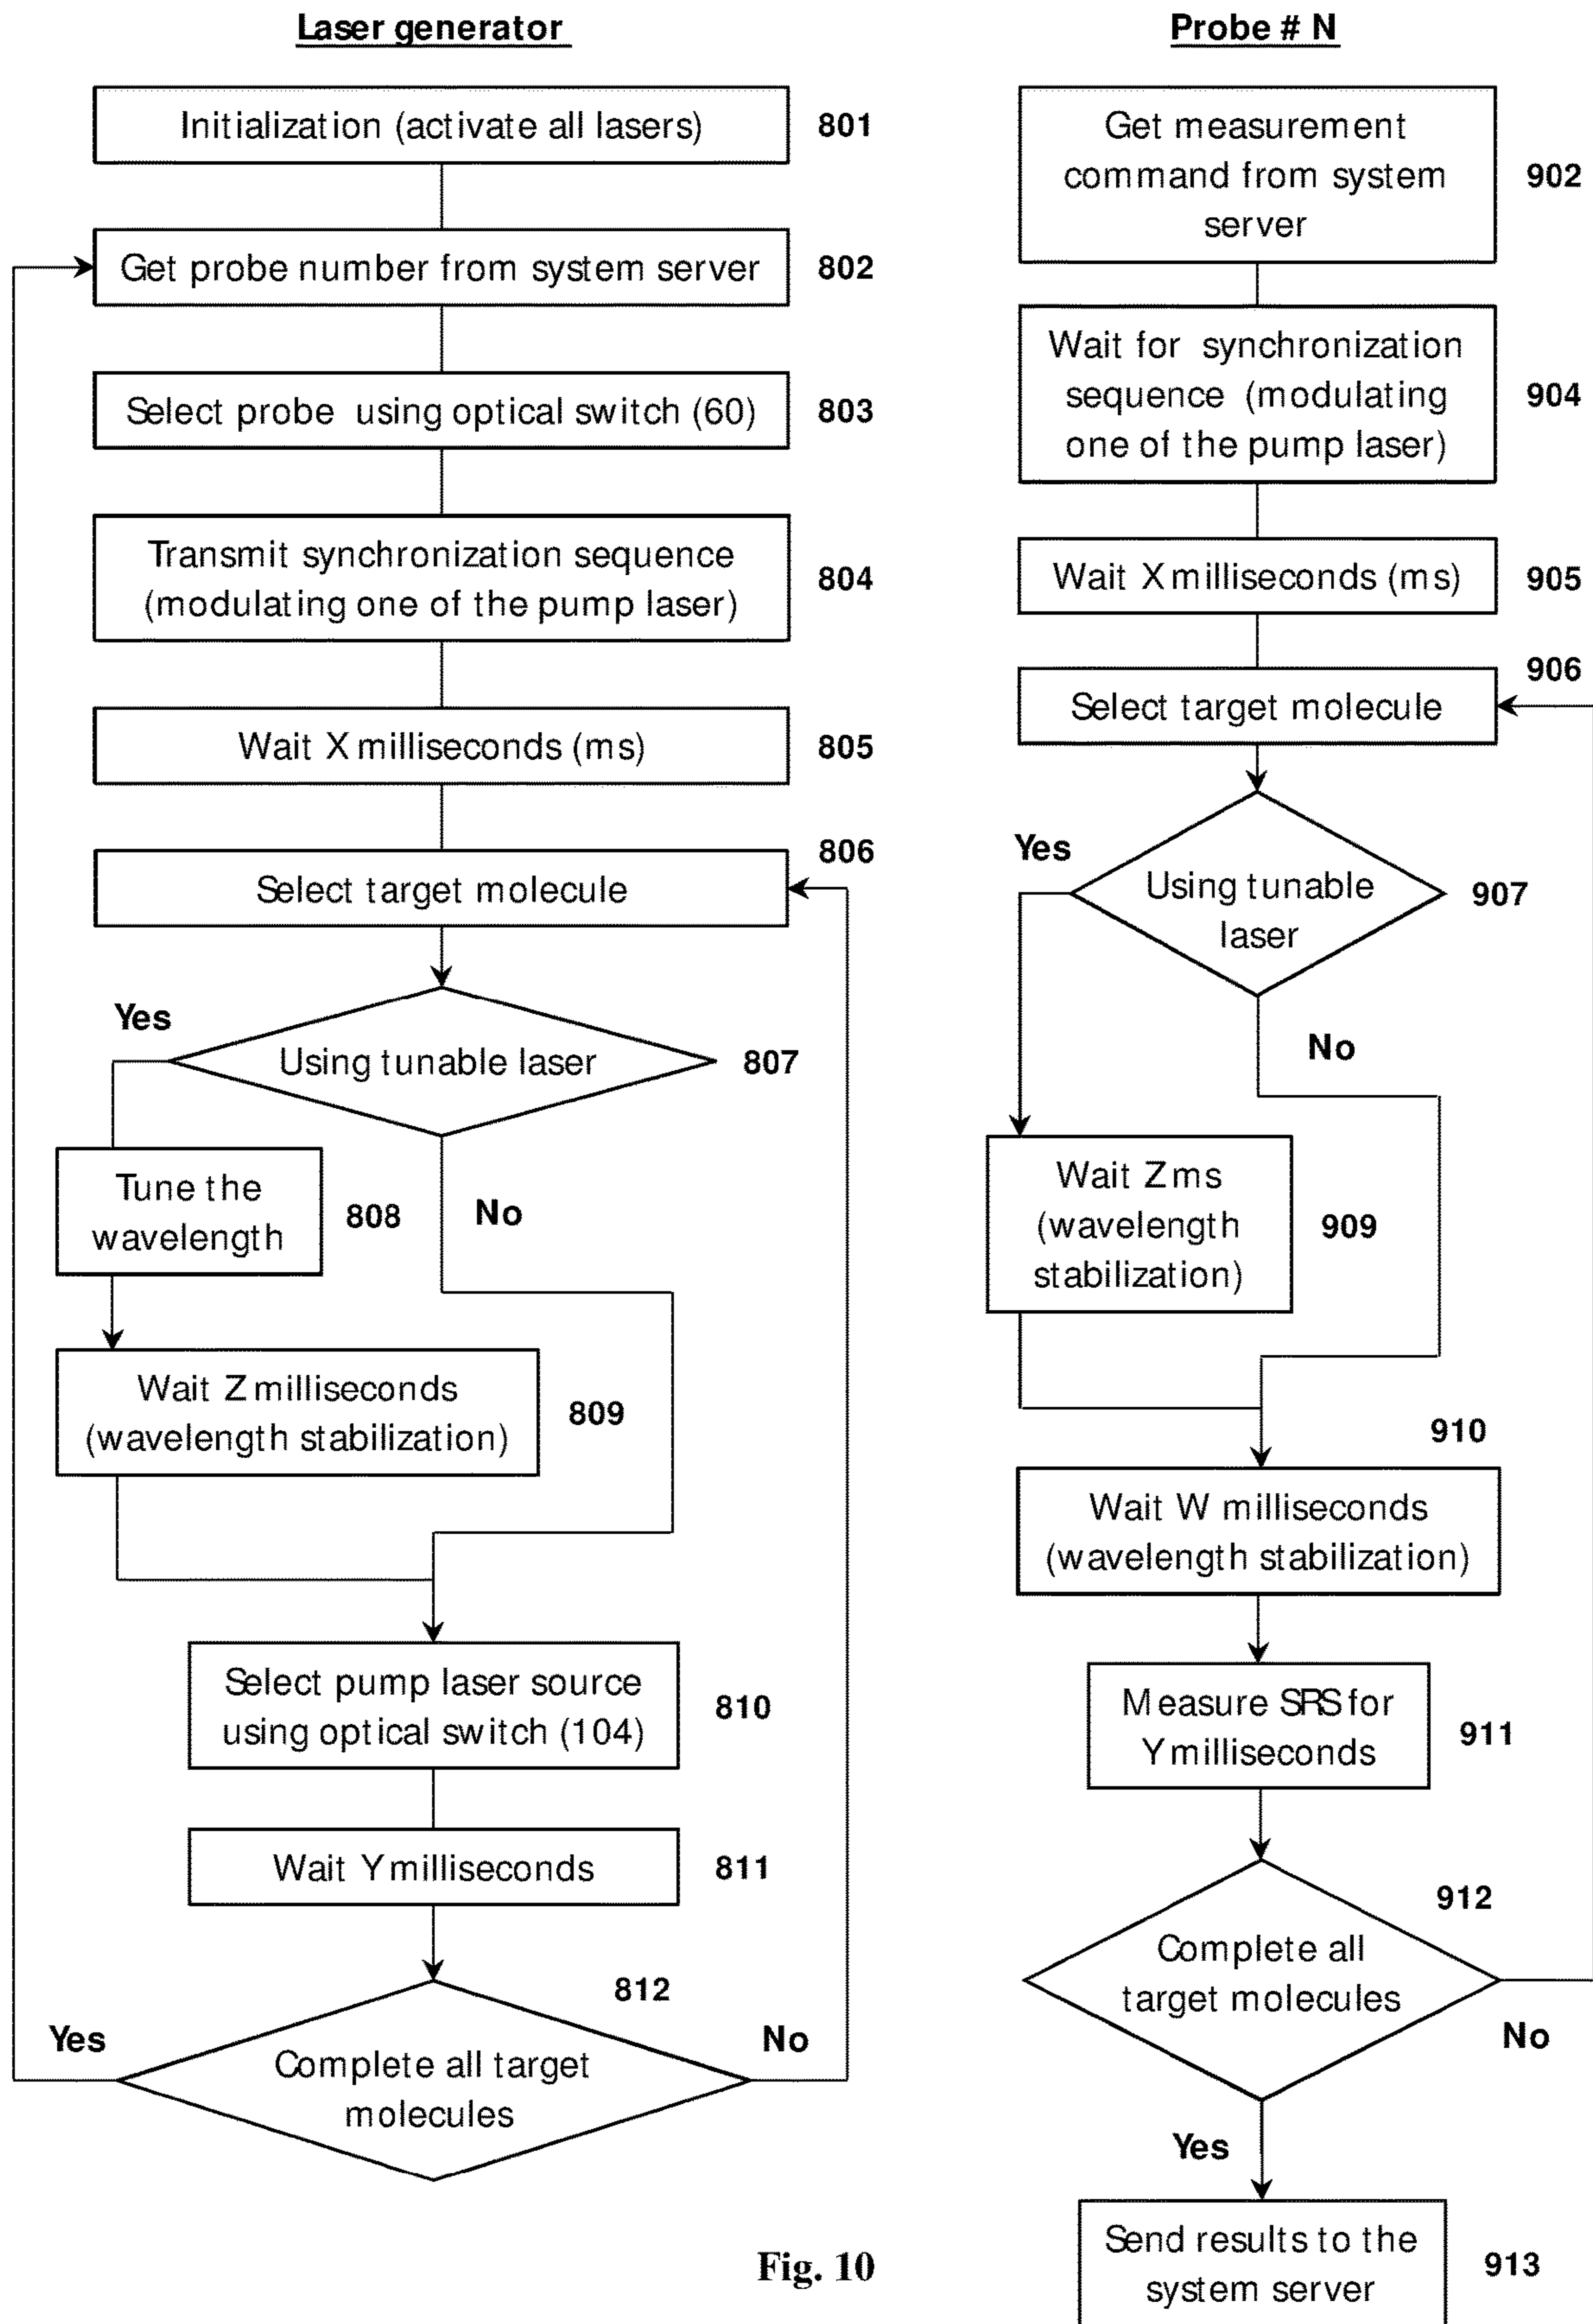 Laser generator
Initialization (activate all lasers)
801
Get probe number from system server
802
Select probe using optical switch (60)
803
Transmit synchronization sequence
(modulating one of the pump laser)
804
Wait X milliseconds (ms)
805
806
Select target molecule
Yes
Using tunable laser
807
Tune the
wavelength
808
No
Wait Z milliseconds
(wavelength stabilization)
809
Select pump laser source
using optical switch (104)
810
Wait Y milliseconds
811
812
Yes
No
Complete all target
molecules
Probe # N
Get measurement
command from system
server
902
Wait for synchronization
sequence (modulating
one of the pump laser)
904
Wait X milliseconds (ms)
905
906
Select target molecule
Yes
Using tunable
laser
907
No
Wait Z ms
(wavelength
stabilization)
909
910
Wait W milliseconds
(wavelength stabilization)
Measure SRS for
Y milliseconds
911
912
Complete all
target molecules
No
Yes
Send results to the
system server
913
Fig. 10